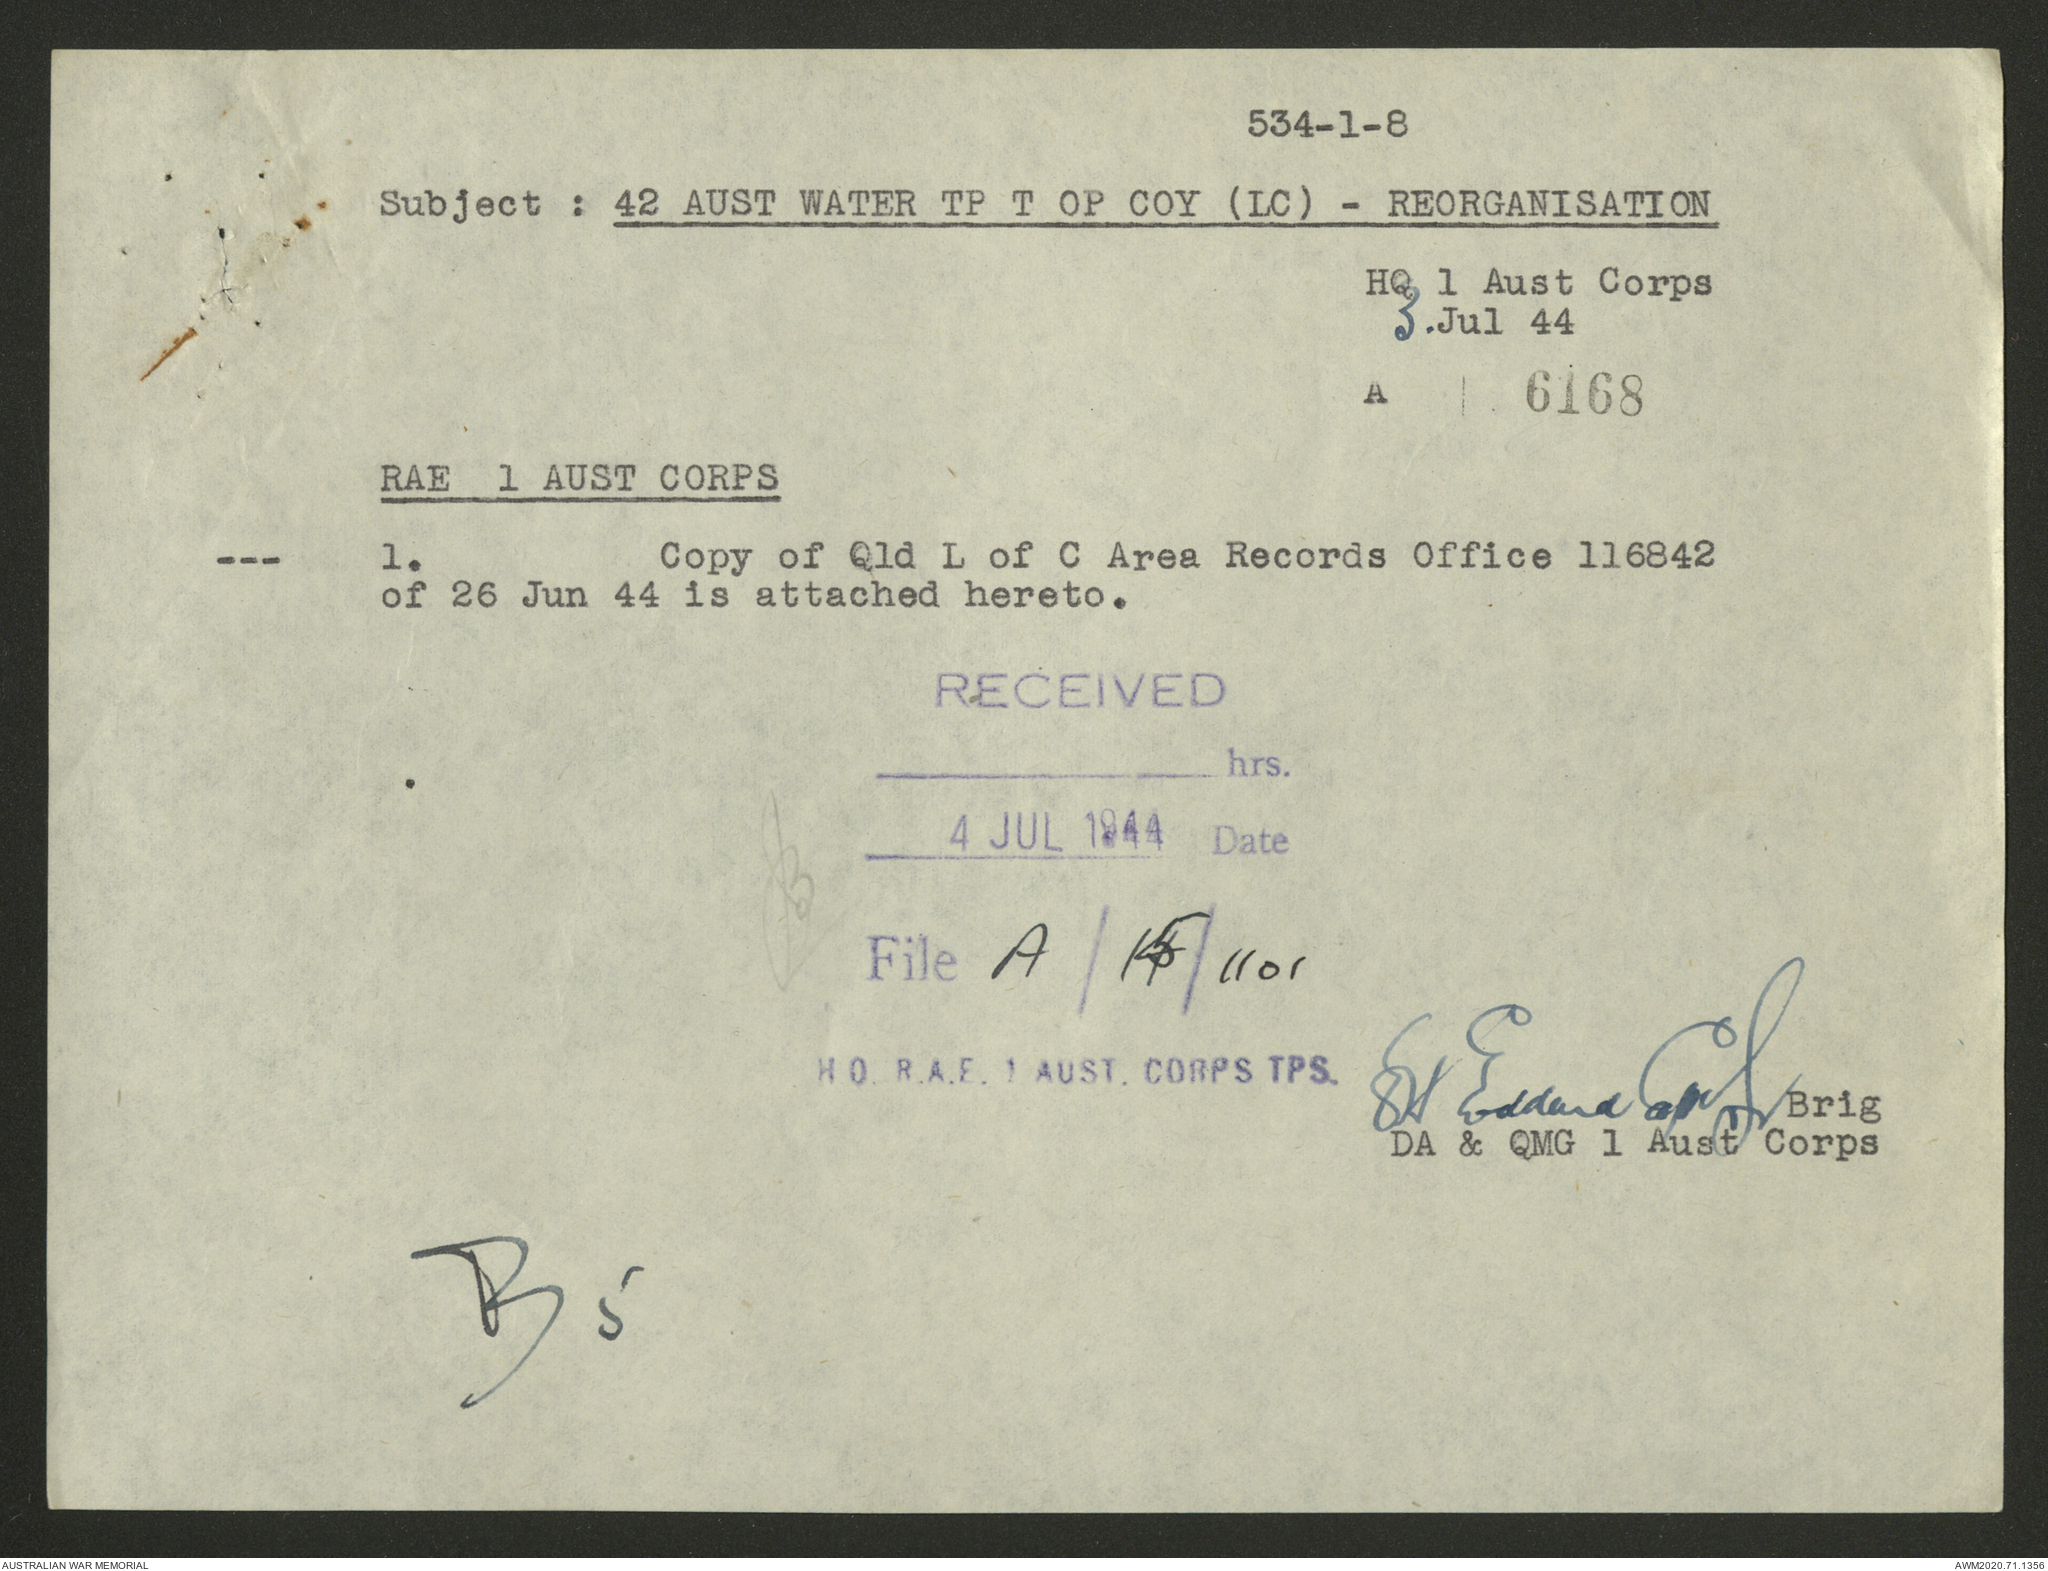 534-1-8
Subject : 42 AUST WATER TP T OP COY (LC) - REORGANISATION
HQ 1 Aust Corps
3.Jul 44
A 6168
RAE 1 AUST CORPS
--- 1. Copy of Qld L of C Area Records Office 116842
of 26 Jun 44 is attached hereto.
RECEIVED
hrs.
4 JUL 1944 Date
File A / / 1101
H Q. R.A.E. 1 AUST. CORPS TPS.
Brig
DA & QMG 1 Aust Corps
5
AUSTRALIAN WAR MEMORIAL
AWM2020.71.1356